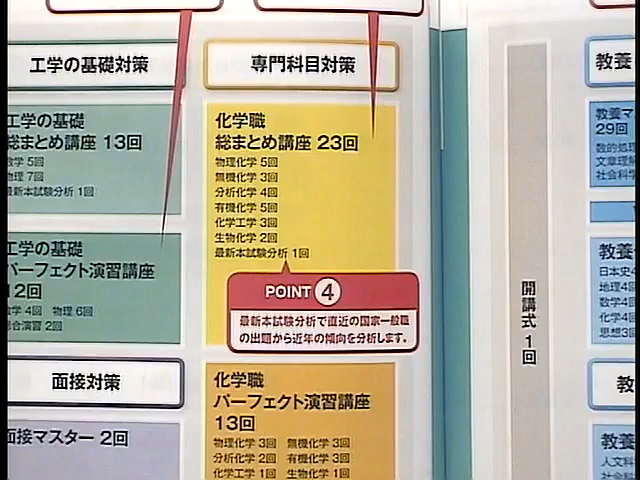 工学の基礎対策
工学の基礎
総まとめ講座 13回
数学 5回
物理 7回
最新本試験分析 1回
工学の基礎
パーフェクト演習講座
12回
数学 4回 物理 6回
総合演習 2回
面接対策
面接マスター 2回
専門科目対策
化学職
総まとめ講座 23回
物理化学 5回
無機化学 3回
分析化学 4回
有機化学 5回
化学工学 3回
生物化学 2回
最新本試験分析 1回
POINT 4
最新本試験分析で直近の国家一般職
の出題から近年の傾向を分析します。
化学職
パーフェクト演習講座
13回
物理化学 3回 無機化学 3回
分析化学 2回 有機化学 3回
化学工学 1回 生物化学 1回
開講式 1回
教養
教養マ
29回
数的処理
文章理解
社会科学
教養
日本史
地理4回
数学4回
化学4回
思想3回
教
教養
人文科
社会科学